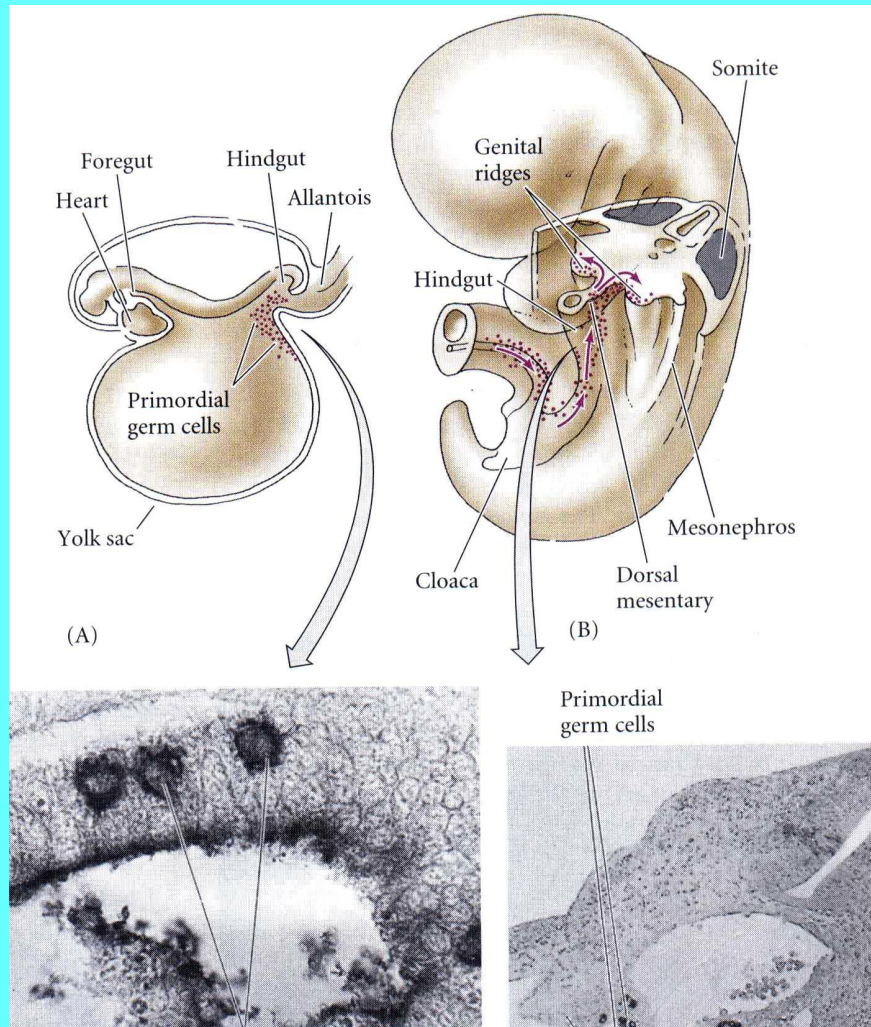 Foregut
Hindgut
Heart
Allantois
Primordial
germ cells
Yolk sac
(A)
Somite
Genital
ridges
Hindgut
Mesonephros
Cloaca
Dorsal
mesentary
(B)
Primordial
germ cells